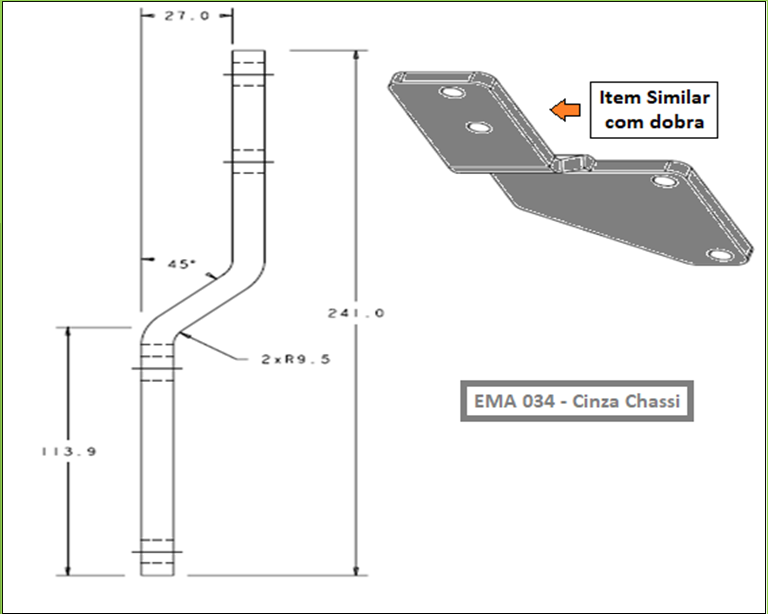 27.0
Item Similar
com dobra
45°
241.0
2xR9.5
EMA 034 - Cinza Chassi
113.9